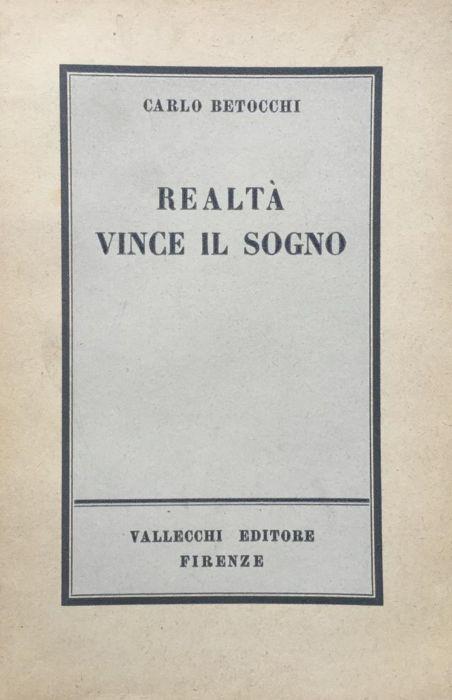 CARLO BETOCCHI
REALTÀ
VINCE IL SOGNO
VALLECCHI EDITORE
FIRENZE